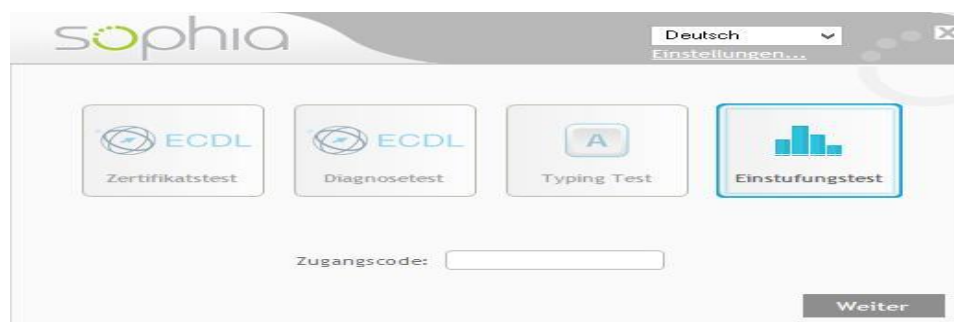 sophia
Deutsch
Einstellungen...
ECDL
Zertifikatstest
ECDL
Diagnosetest
A
Typing Test
Einstufungstest
Zugangscode:
Weiter